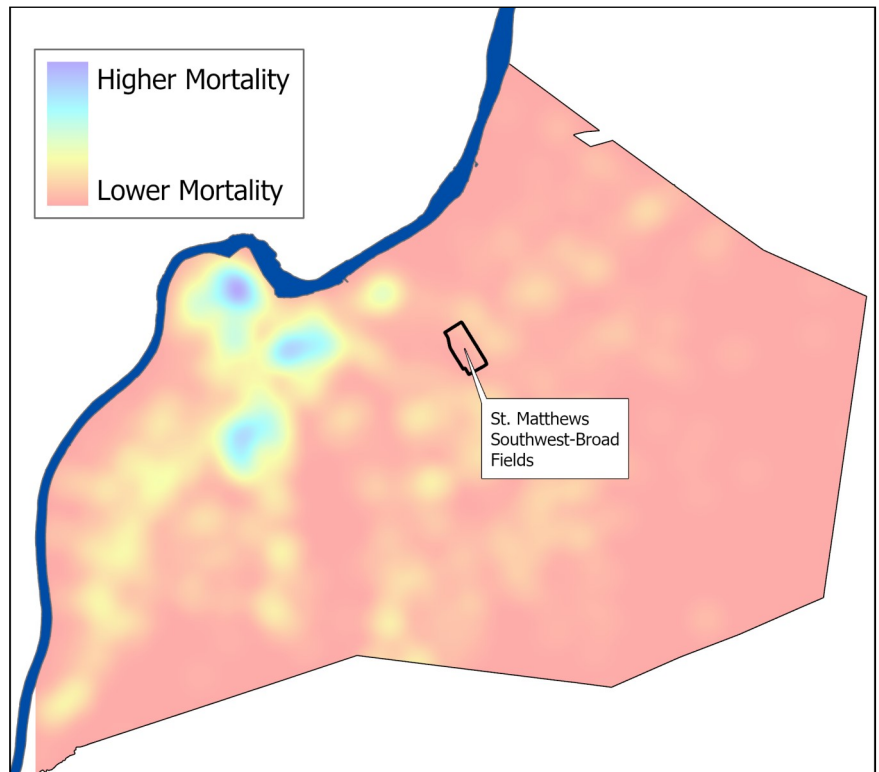 Higher Mortality
Lower Mortality
St. Matthews
Southwest-Broad
Fields